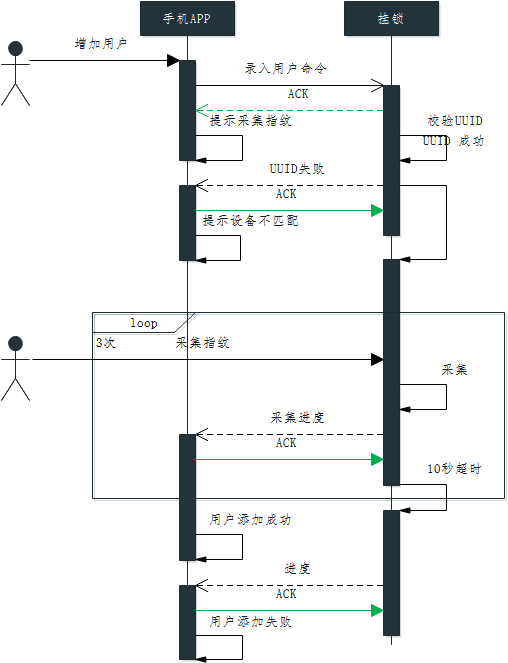 手机APP
挂锁
增加用户
录入用户命令
ACK
提示采集指纹
校验UUID
UUID 成功
UUID失败
ACK
提示设备不匹配
loop
3次
采集指纹
采集
采集进度
ACK
10秒超时
用户添加成功
进度
ACK
用户添加失败